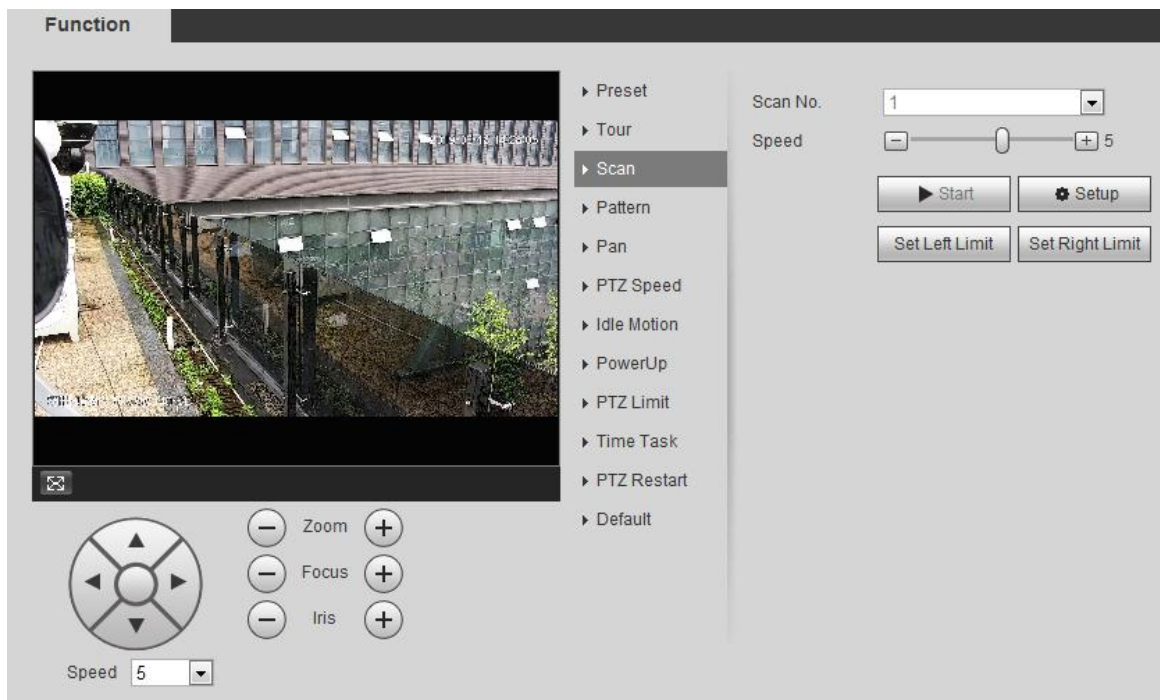 Function
Preset
Tour
Scan
Pattern
Pan
PTZ Speed
Idle Motion
PowerUp
PTZ Limit
Time Task
PTZ Restart
Default
Scan No. 1
Speed 5
Start Setup
Set Left Limit Set Right Limit
Zoom
Focus
Iris
Speed 5